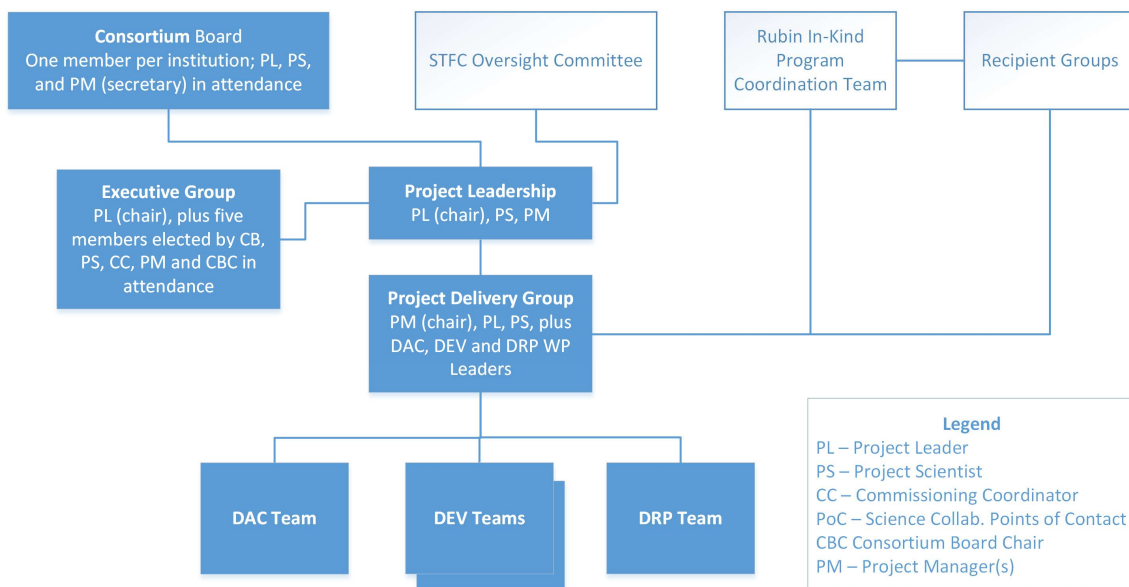 Consortium Board
One member per institution; PL, PS,
and PM (secretary) in attendance
STFC Oversight Committee
Rubin In-Kind
Program
Coordination Team
Recipient Groups
Executive Group
PL (chair), plus five
members elected by CB,
PS, CC, PM and CBC in
attendance
Project Leadership
PL (chair), PS, PM
Project Delivery Group
PM (chair), PL, PS, plus
DAC, DEV and DRP WP
Leaders
DAC Team
DEV Teams
DRP Team
Legend
PL – Project Leader
PS – Project Scientist
CC – Commissioning Coordinator
PoC – Science Collab. Points of Contact
CBC Consortium Board Chair
PM – Project Manager(s)